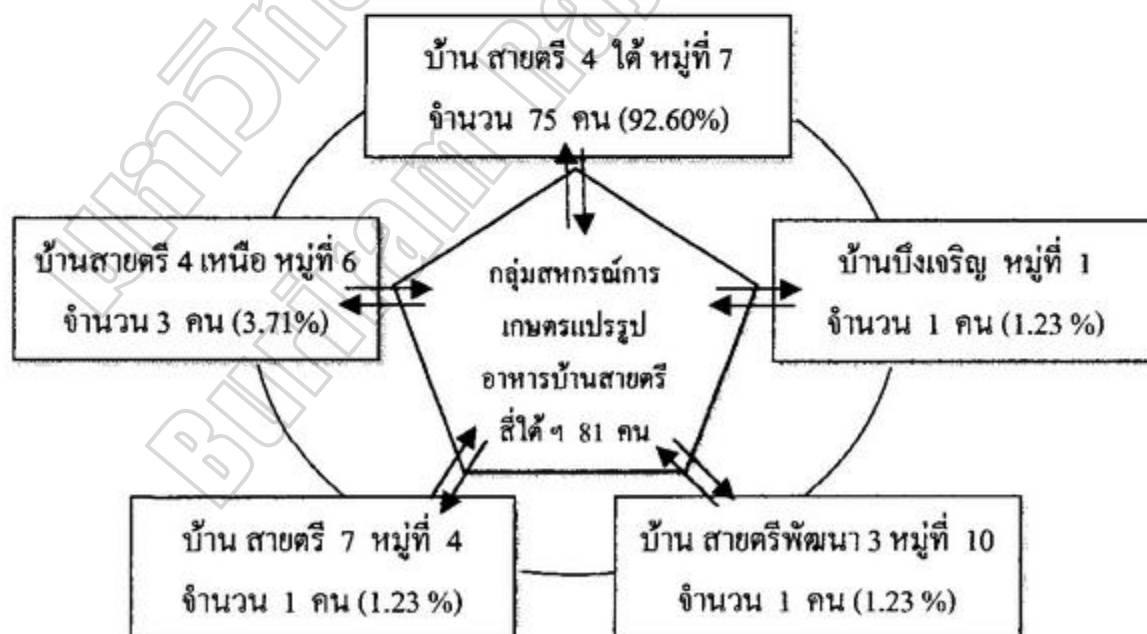 บ้าน สายตรี 4 ใต้ หมู่ที่ 7
จำนวน 75 คน (92.60%)
บ้านสายตรี 4 เหนือ หมู่ที่ 6
จำนวน 3 คน (3.71%)
กลุ่มสหกรณ์การ
เกษตรแปรรูป
อาหารบ้านสายตรี
สี่ใต้ ฯ 81 คน
บ้านบึงเจริญ หมู่ที่ 1
จำนวน 1 คน (1.23 %)
บ้าน สายตรี 7 หมู่ที่ 4
จำนวน 1 คน (1.23 %)
บ้าน สายตรีพัฒนา 3 หมู่ที่ 10
จำนวน 1 คน (1.23 %)